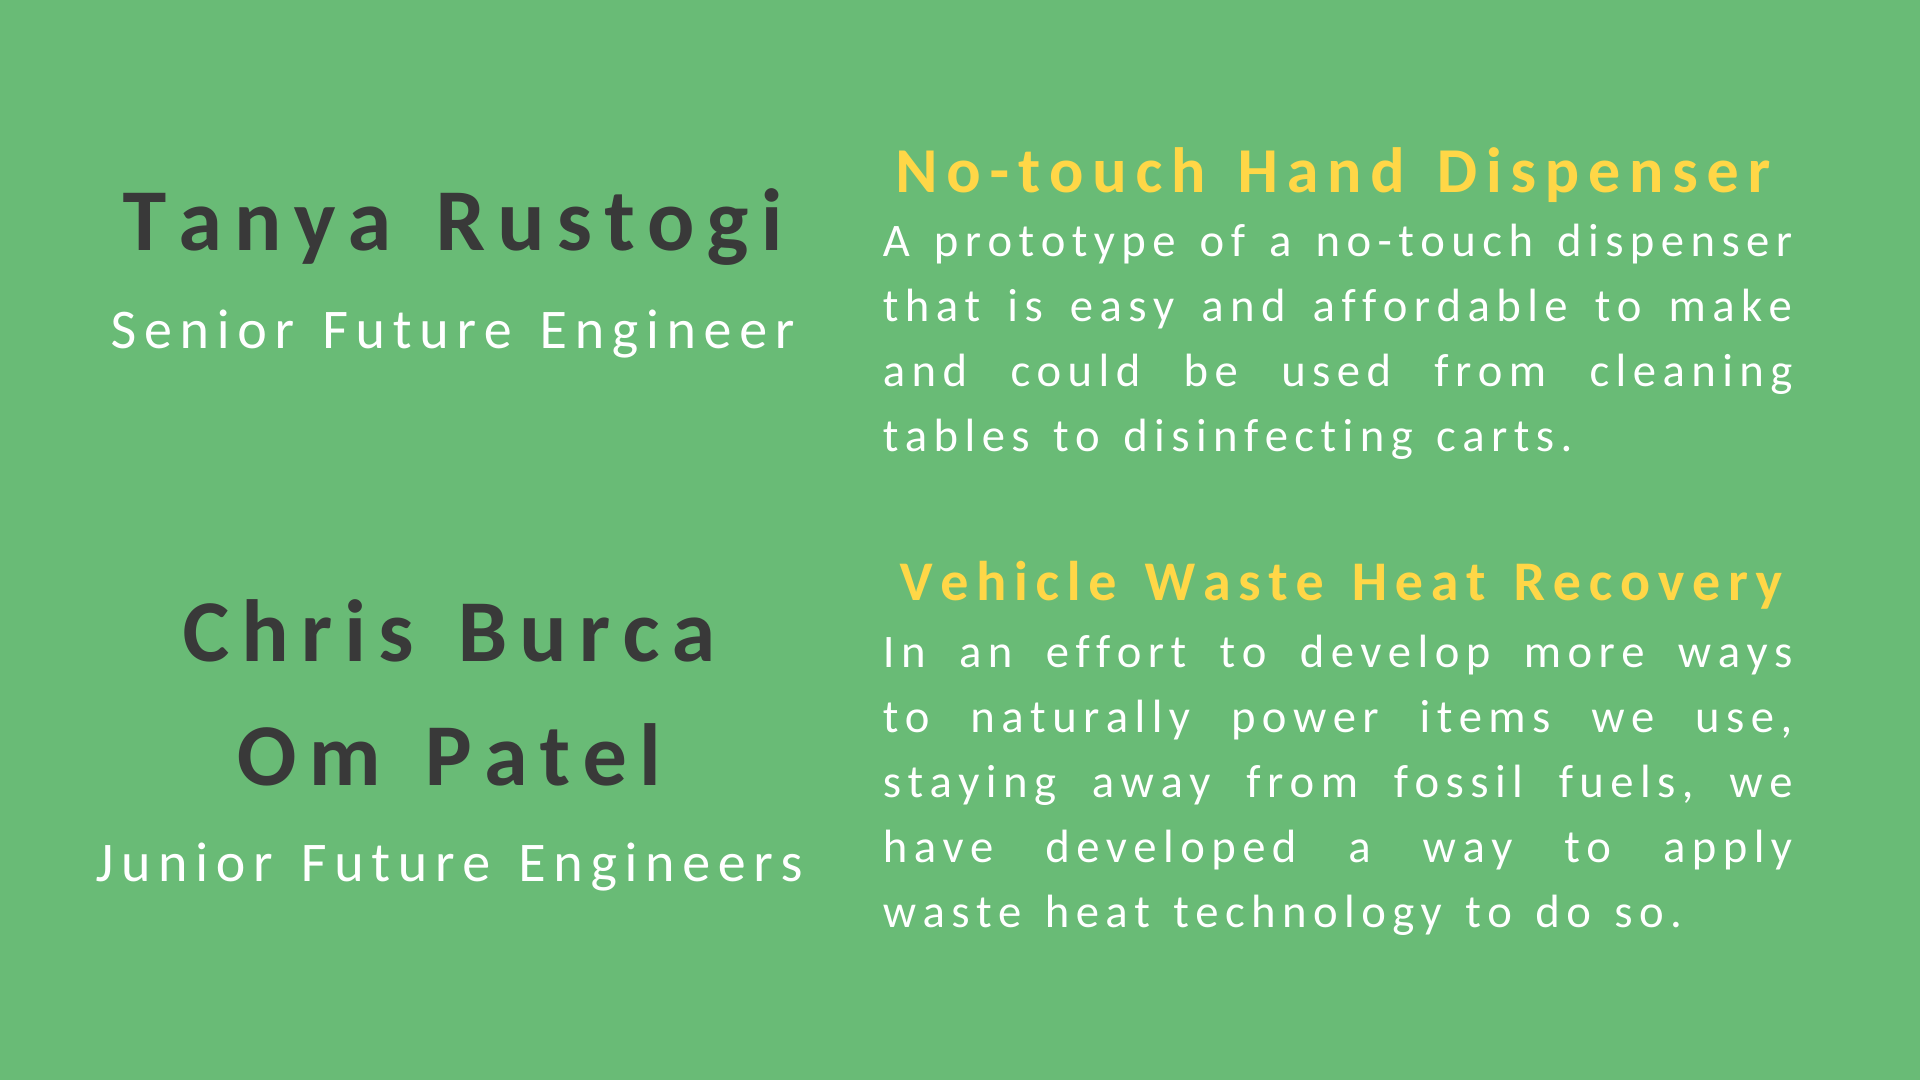 Tanya Rustogi
Senior Future Engineer
No-touch Hand Dispenser
A prototype of a no-touch dispenser
that is easy and affordable to make
and could be used from cleaning
tables to disinfecting carts.
Chris Burca
Om Patel
Junior Future Engineers
Vehicle Waste Heat Recovery
In an effort to develop more ways
to naturally power items we use,
staying away from fossil fuels, we
have developed a way to apply
waste heat technology to do so.